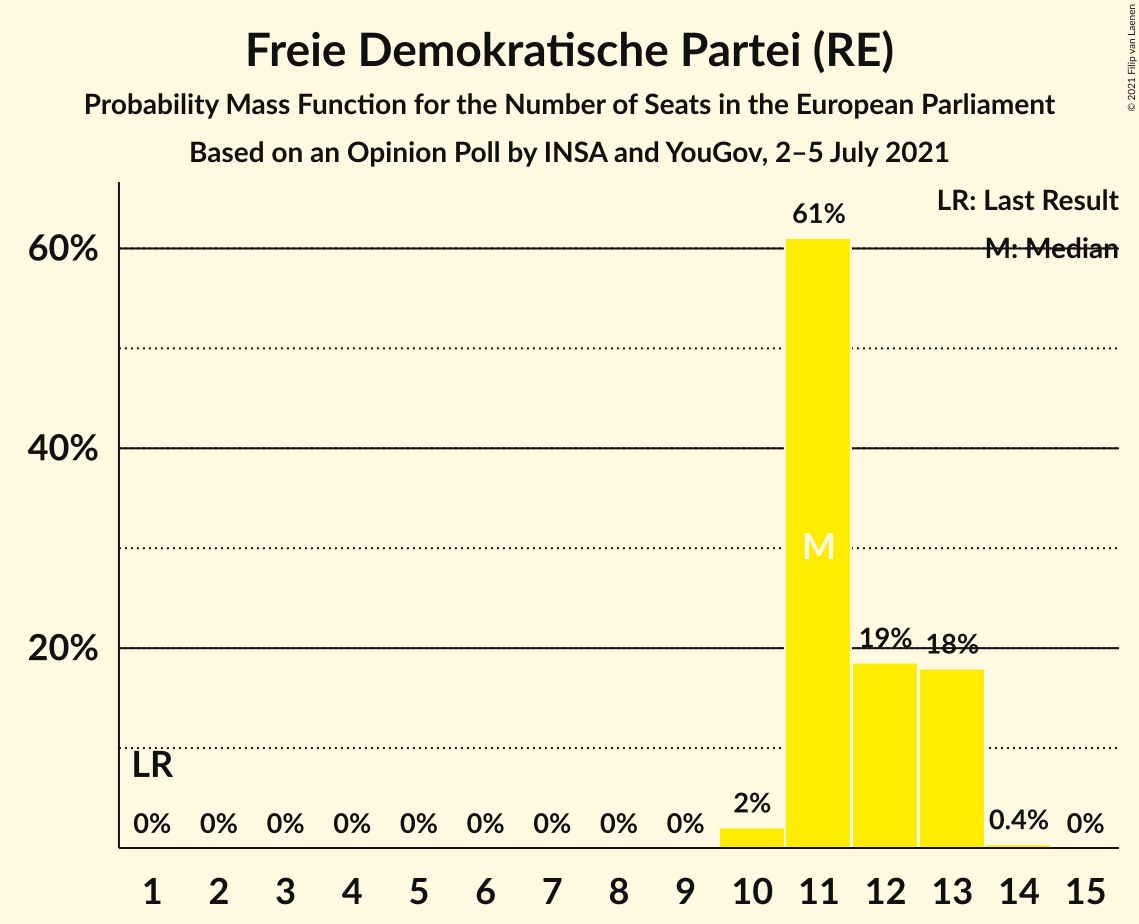 Freie Demokratische Partei (RE)
Probability Mass Function for the Number of Seats in the European Parliament
Based on an Opinion Poll by INSA and YouGov, 2–5 July 2021
© 2021 Filip van Laenen
LR: Last Result
M: Median
60%
40%
20%
61%
M
19%
18%
LR
0%
0%
0%
0%
0%
0%
0%
0%
0%
2%
0.4%
0%
1 2 3 4 5 6 7 8 9 10 11 12 13 14 15